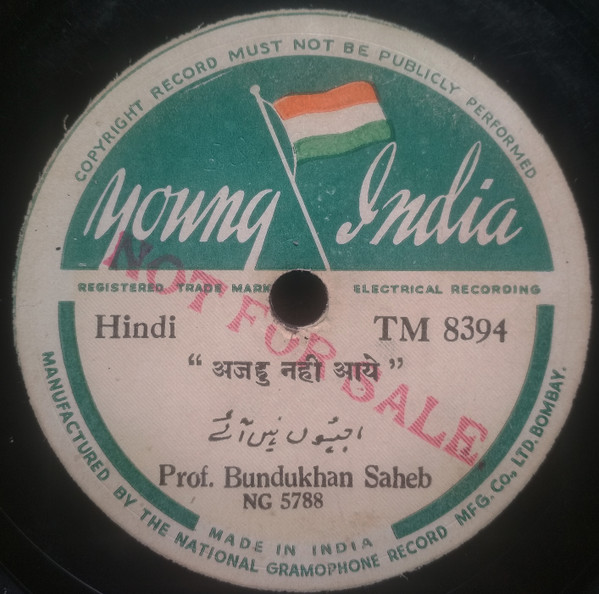 COPYRIGHT RECORD MUST NOT BE PUBLICLY PERFORMED
Young India
REGISTERED TRADE MARK ELECTRICAL RECORDING
Hindi TM 8394
NOT FOR SALE
“ अजहु नही आये ”
اجہوں نہیں آئے
Prof. Bundukhan Saheb
NG 5788
MADE IN INDIA
MANUFACTURED BY THE NATIONAL GRAMOPHONE RECORD MFG. CO., LTD. BOMBAY.